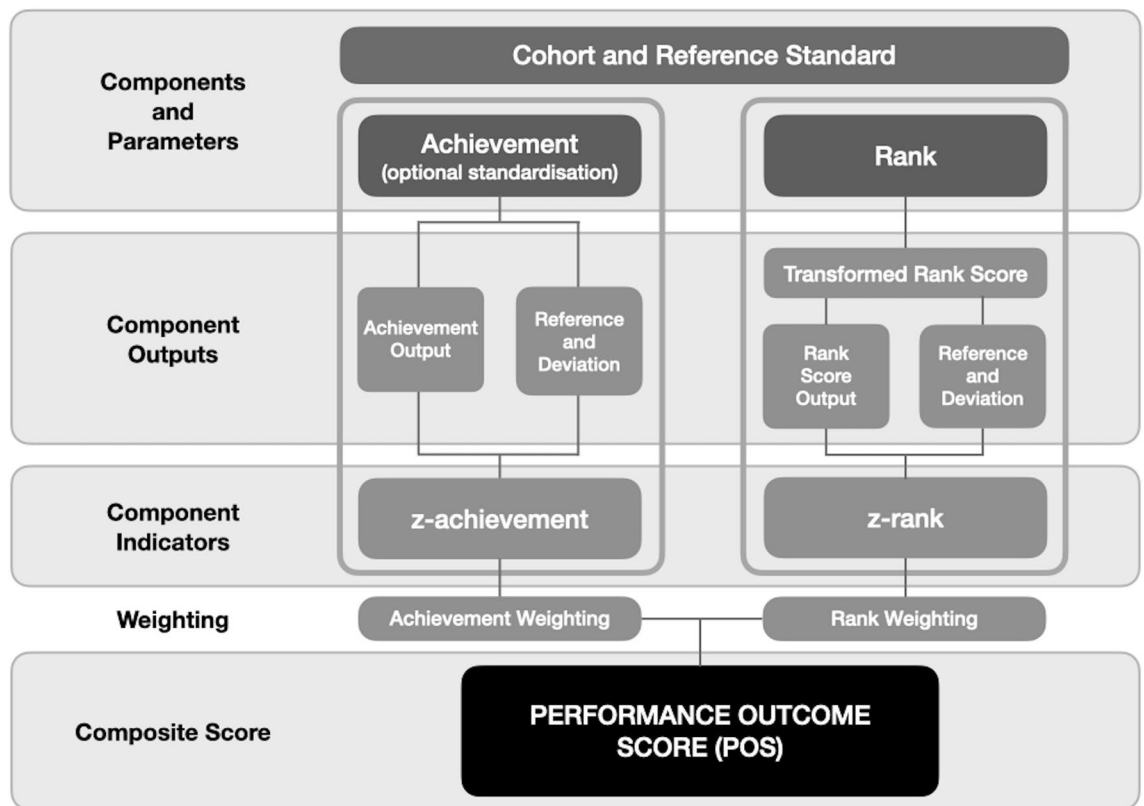 Components
and
Parameters
Cohort and Reference Standard
Achievement
(optional standardisation)
Rank
Component
Outputs
Achievement
Output
Reference
and
Deviation
Transformed Rank Score
Rank
Score
Output
Reference
and
Deviation
Component
Indicators
z-achievement
z-rank
Weighting
Achievement Weighting
Rank Weighting
Composite Score
PERFORMANCE OUTCOME
SCORE (POS)